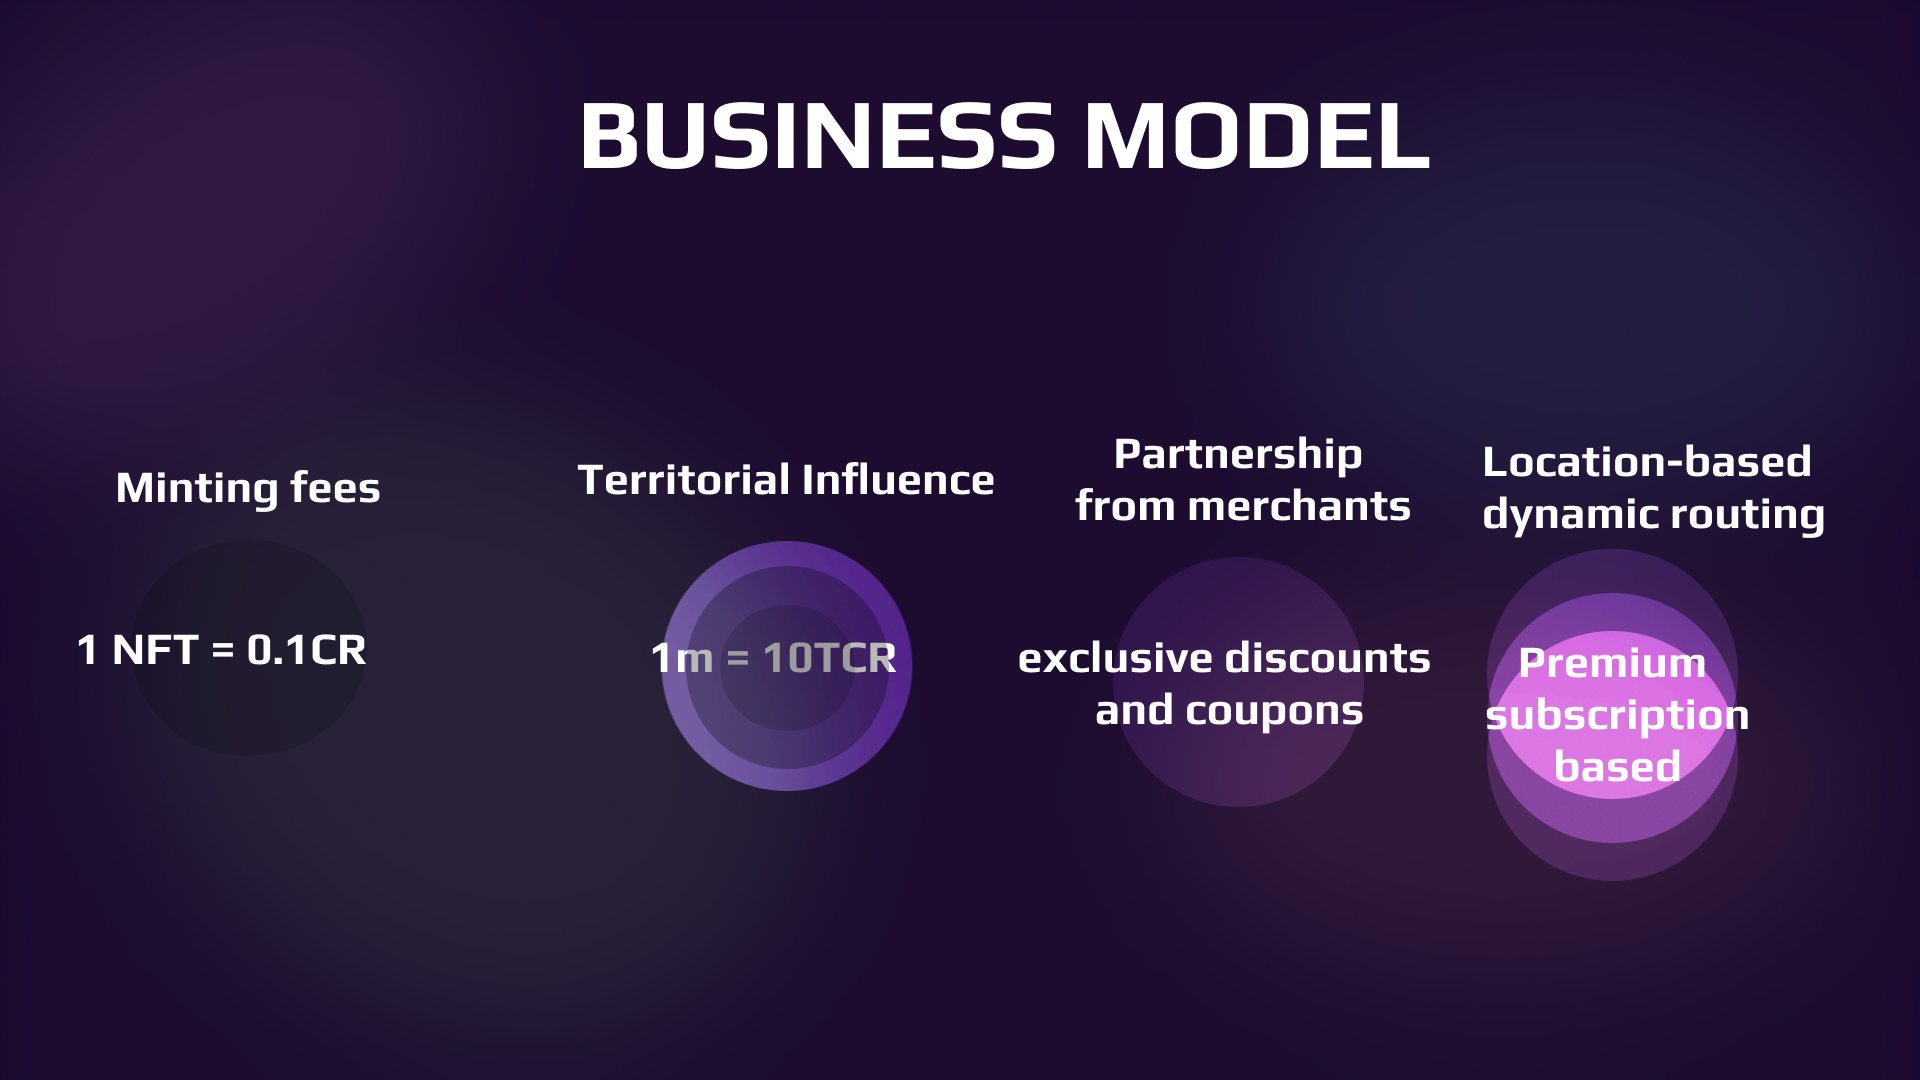 BUSINESS MODEL
Minting fees
1 NFT = 0.1CR
Territorial Influence
1m = 10TCR
Partnership
from merchants
exclusive discounts
and coupons
Location-based
dynamic routing
Premium
subscription
based